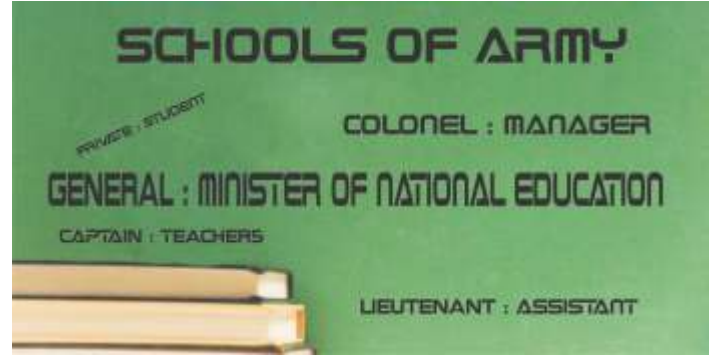 SCHOOLS OF ARMY
PRIVATE : STUDENT
COLONEL : MANAGER
GENERAL : MINISTER OF NATIONAL EDUCATION
CAPTAIN : TEACHERS
LIEUTENANT : ASSISTANT